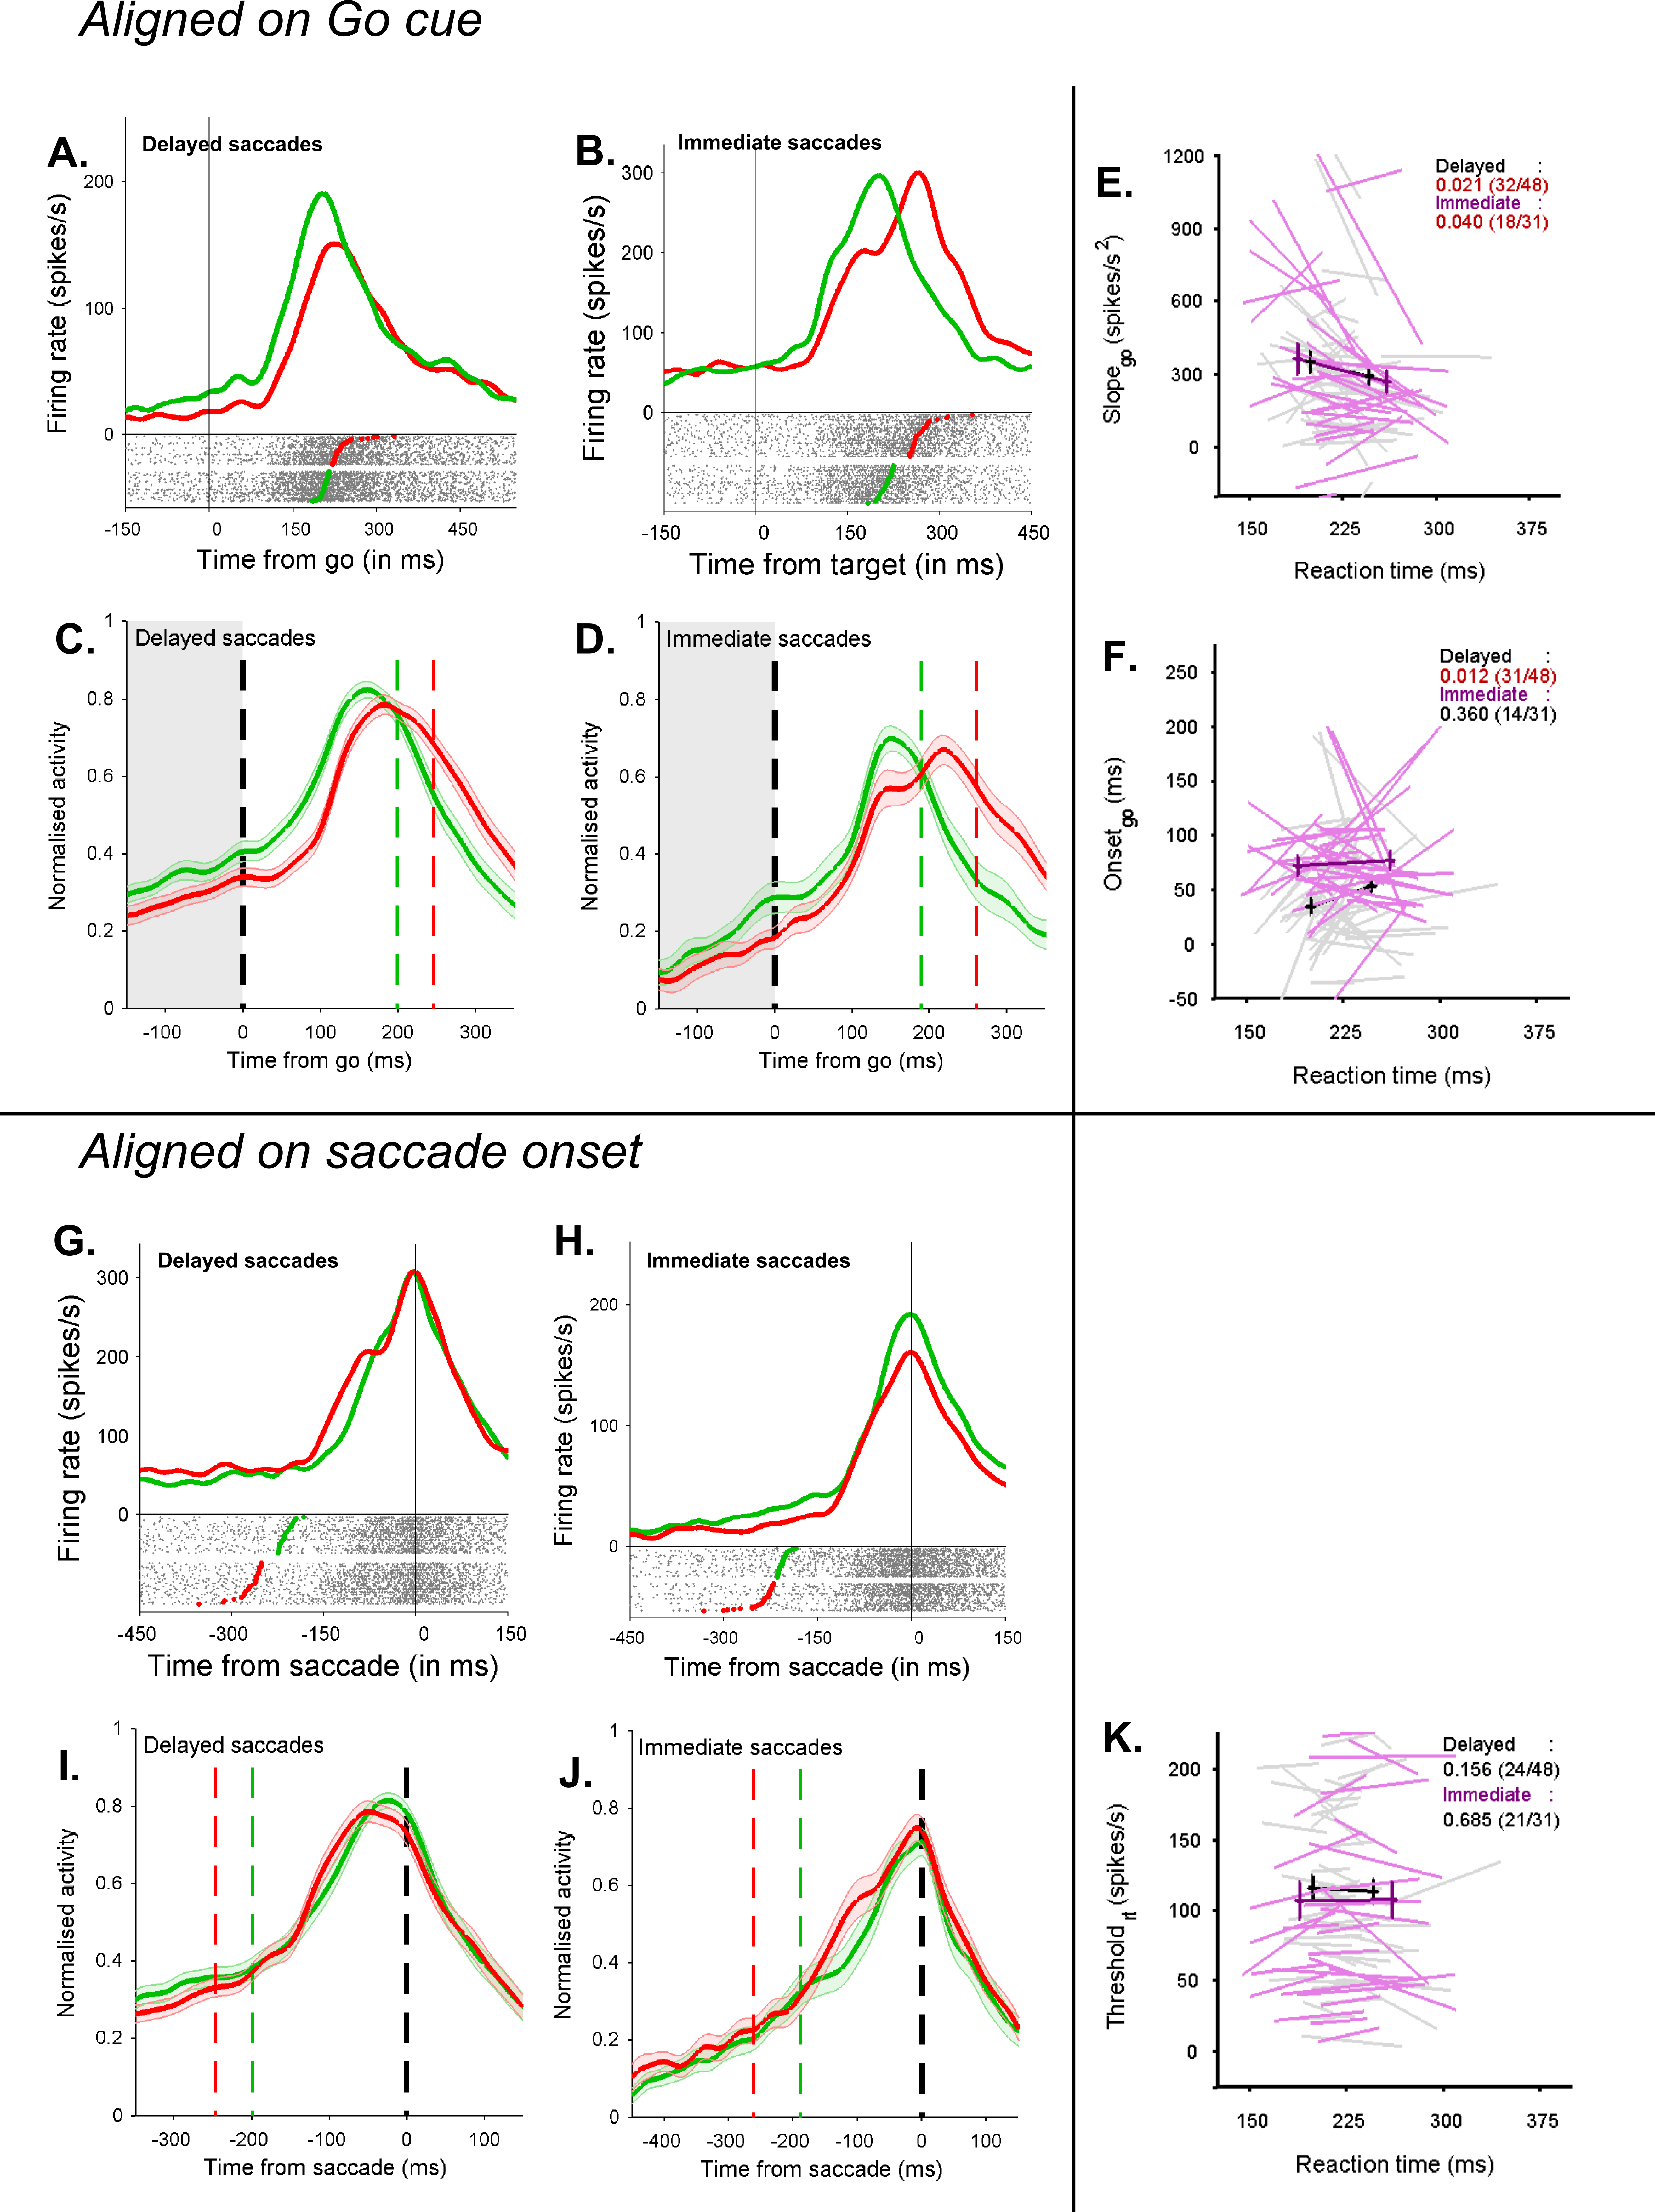 Aligned on Go cue
A.
Delayed saccades
200
100
0
Firing rate (spikes/s)
-150 0 150 300 450
Time from go (in ms)
B.
Immediate saccades
300
200
100
0
Firing rate (spikes/s)
-150 0 150 300 450
Time from target (in ms)
E.
Delayed :
0.021 (32/48)
Immediate :
0.040 (18/31)
1200
900
600
300
0
Slope go (spikes/s²)
150 225 300 375
Reaction time (ms)
C.
Delayed saccades
1
0.8
0.6
0.4
0.2
0
Normalised activity
-100 0 100 200 300
Time from go (ms)
D.
Immediate saccades
1
0.8
0.6
0.4
0.2
0
Normalised activity
-100 0 100 200 300
Time from go (ms)
F.
Delayed :
0.012 (31/48)
Immediate :
0.360 (14/31)
250
200
150
100
50
0
-50
Onset go (ms)
150 225 300 375
Reaction time (ms)
Aligned on saccade onset
G.
Delayed saccades
300
200
100
0
Firing rate (spikes/s)
-450 -300 -150 0 150
Time from saccade (in ms)
H.
Immediate saccades
200
100
0
Firing rate (spikes/s)
-450 -300 -150 0 150
Time from saccade (in ms)
I.
Delayed saccades
1
0.8
0.6
0.4
0.2
0
Normalised activity
-300 -200 -100 0 100
Time from saccade (ms)
J.
Immediate saccades
1
0.8
0.6
0.4
0.2
0
Normalised activity
-400 -300 -200 -100 0 100
Time from saccade (ms)
K.
Delayed :
0.156 (24/48)
Immediate :
0.685 (21/31)
200
150
100
50
0
Threshold rt (spikes/s)
150 225 300 375
Reaction time (ms)